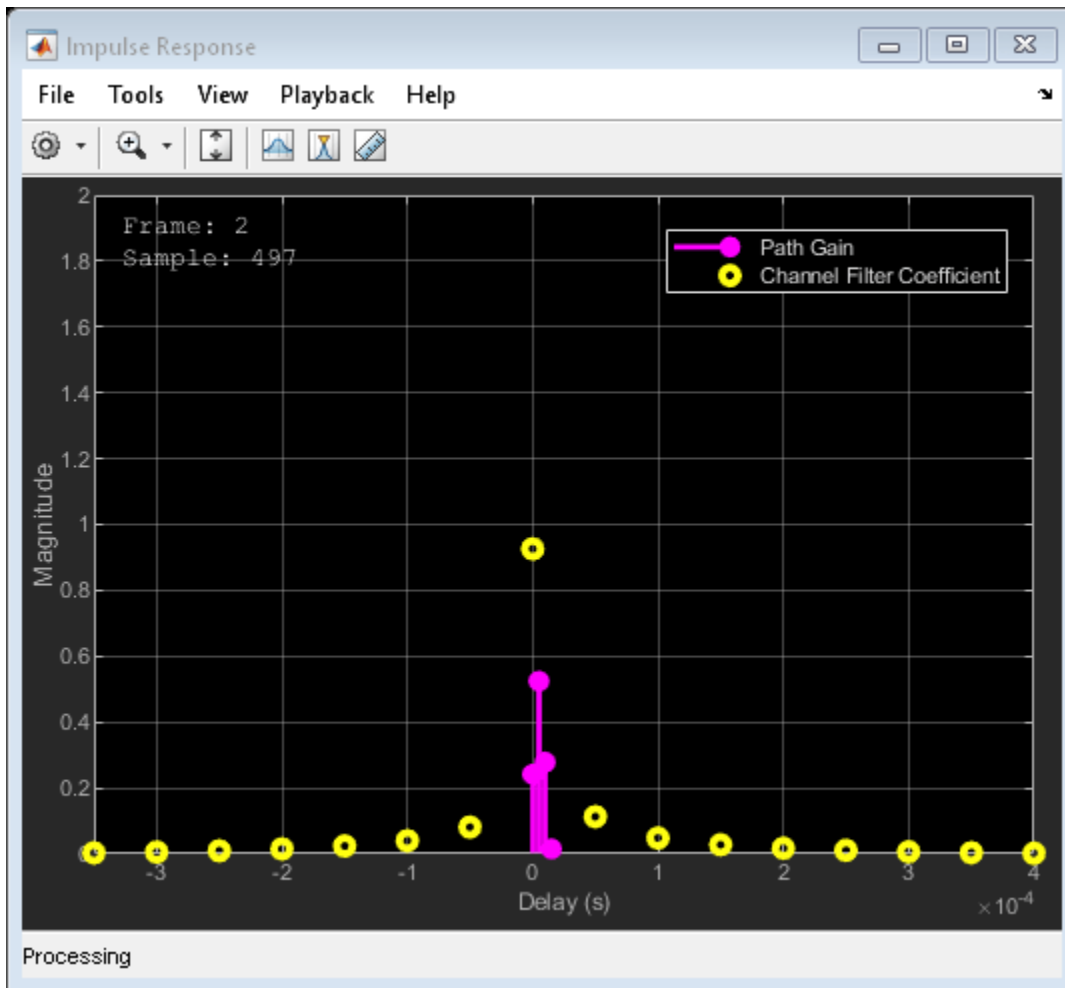 Impulse Response
File Tools View Playback Help
2
Frame: 2
Sample: 497
Path Gain
Channel Filter Coefficient
1.8
1.6
1.4
1.2
1
0.8
0.6
0.4
0.2
0
Magnitude
-3 -2 -1 0 1 2 3 4
Delay (s)
×10⁻⁴
Processing